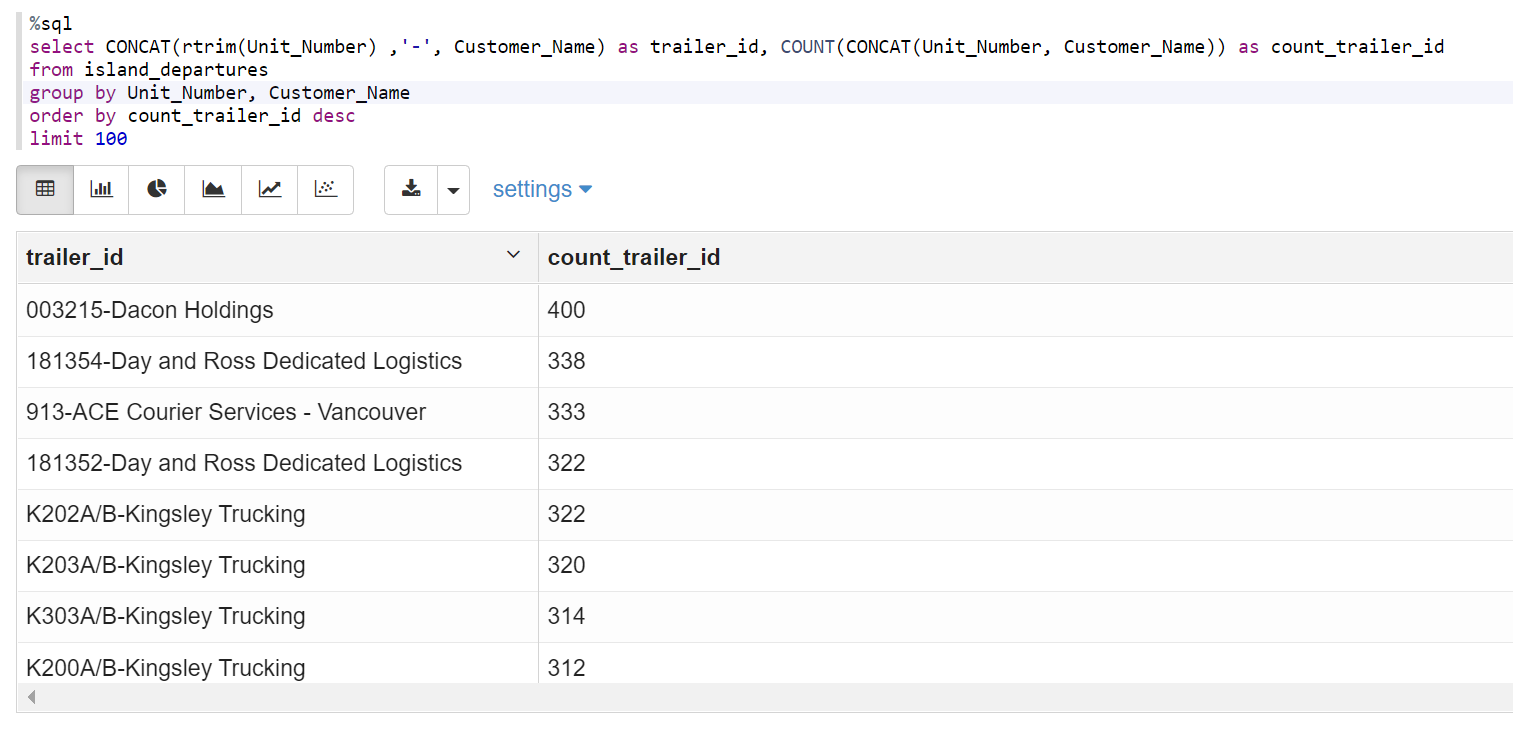 %sql
select CONCAT(rtrim(Unit_Number) ,'-', Customer_Name) as trailer_id, COUNT(CONCAT(Unit_Number, Customer_Name)) as count_trailer_id
from island_departures
group by Unit_Number, Customer_Name
order by count_trailer_id desc
limit 100
settings
trailer_id count_trailer_id
003215-Dacon Holdings 400
181354-Day and Ross Dedicated Logistics 338
913-ACE Courier Services - Vancouver 333
181352-Day and Ross Dedicated Logistics 322
K202A/B-Kingsley Trucking 322
K203A/B-Kingsley Trucking 320
K303A/B-Kingsley Trucking 314
K200A/B-Kingsley Trucking 312